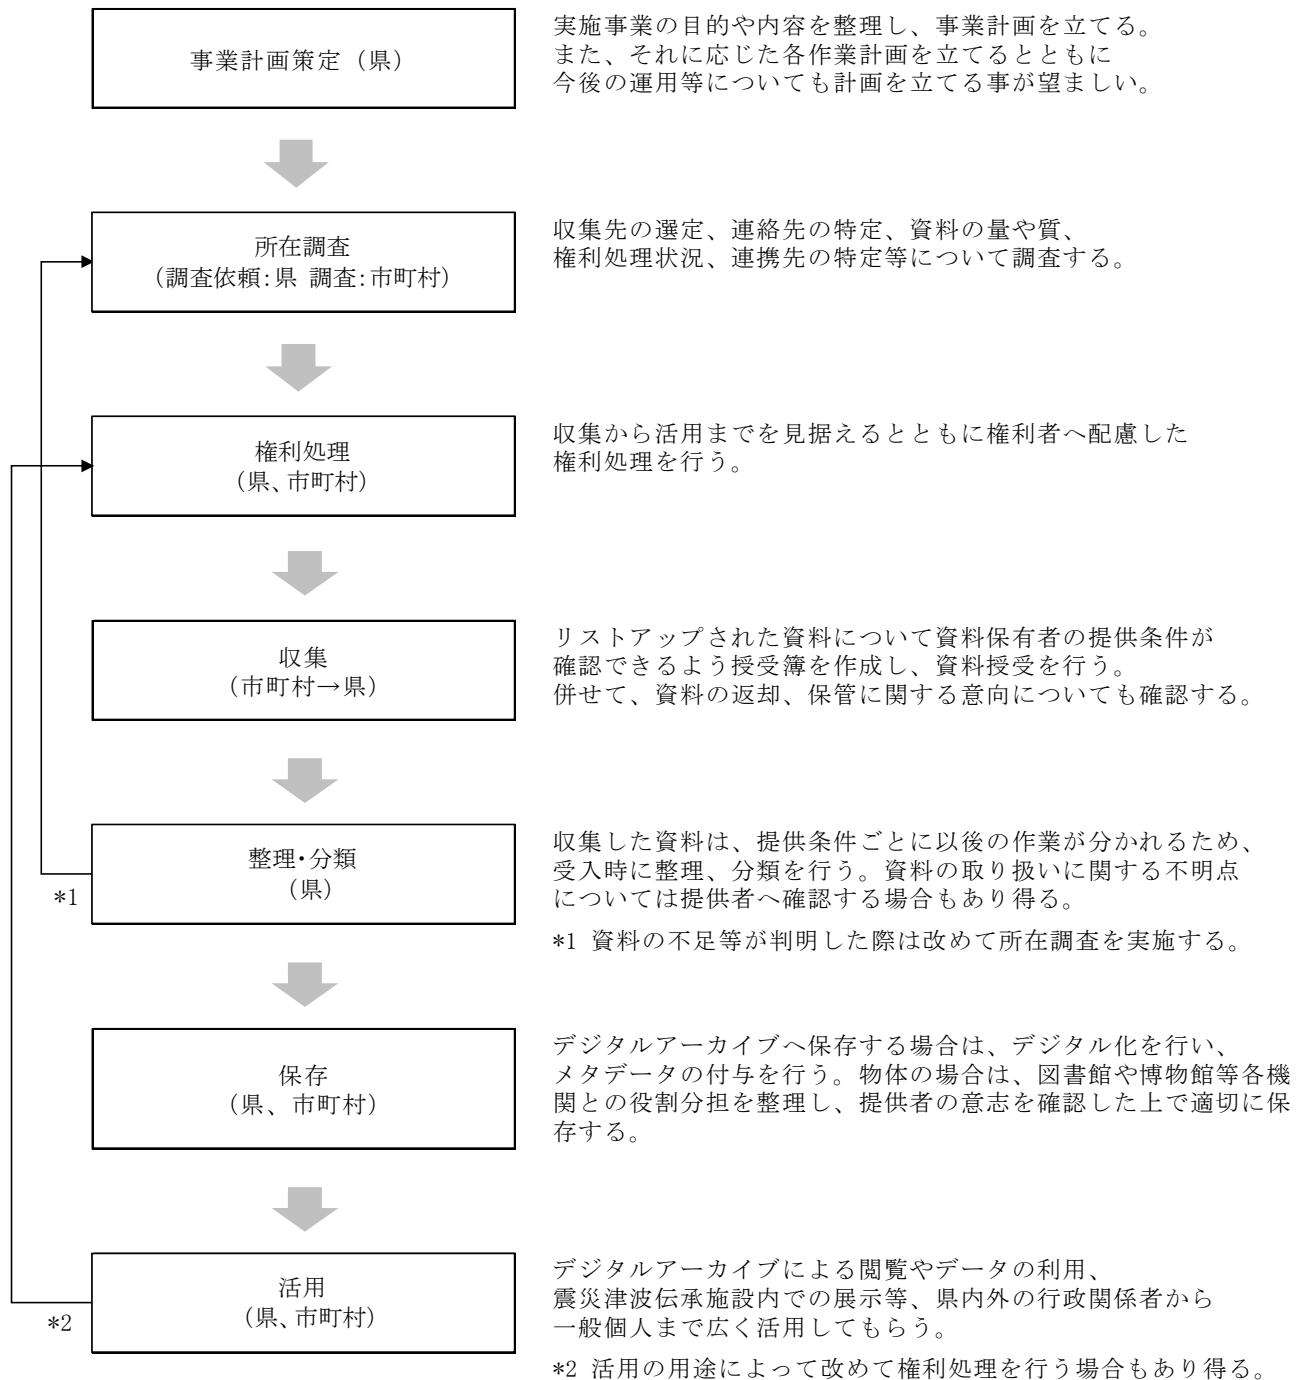 事業計画策定（県）
実施事業の目的や内容を整理し、事業計画を立てる。
また、それに応じた各作業計画を立てるとともに
今後の運用等についても計画を立てる事が望ましい。
所在調査
（調査依頼：県 調査：市町村）
収集先の選定、連絡先の特定、資料の量や質、
権利処理状況、連携先の特定等について調査する。
権利処理
（県、市町村）
収集から活用までを見据えるとともに権利者へ配慮した
権利処理を行う。
収集
（市町村→県）
リストアップされた資料について資料保有者の提供条件が
確認できるよう授受簿を作成し、資料授受を行う。
併せて、資料の返却、保管に関する意向についても確認する。
整理・分類
（県）
*1
収集した資料は、提供条件ごとに以後の作業が分かれるため、
受入時に整理、分類を行う。資料の取り扱いに関する不明点
については提供者へ確認する場合もあり得る。
*1 資料の不足等が判明した際は改めて所在調査を実施する。
保存
（県、市町村）
デジタルアーカイブへ保存する場合は、デジタル化を行い、
メタデータの付与を行う。物体の場合は、図書館や博物館等各機
関との役割分担を整理し、提供者の意志を確認した上で適切に保
存する。
活用
（県、市町村）
*2
デジタルアーカイブによる閲覧やデータの利用、
震災津波伝承施設内での展示等、県内外の行政関係者から
一般個人まで広く活用してもらう。
*2 活用の用途によって改めて権利処理を行う場合もあり得る。